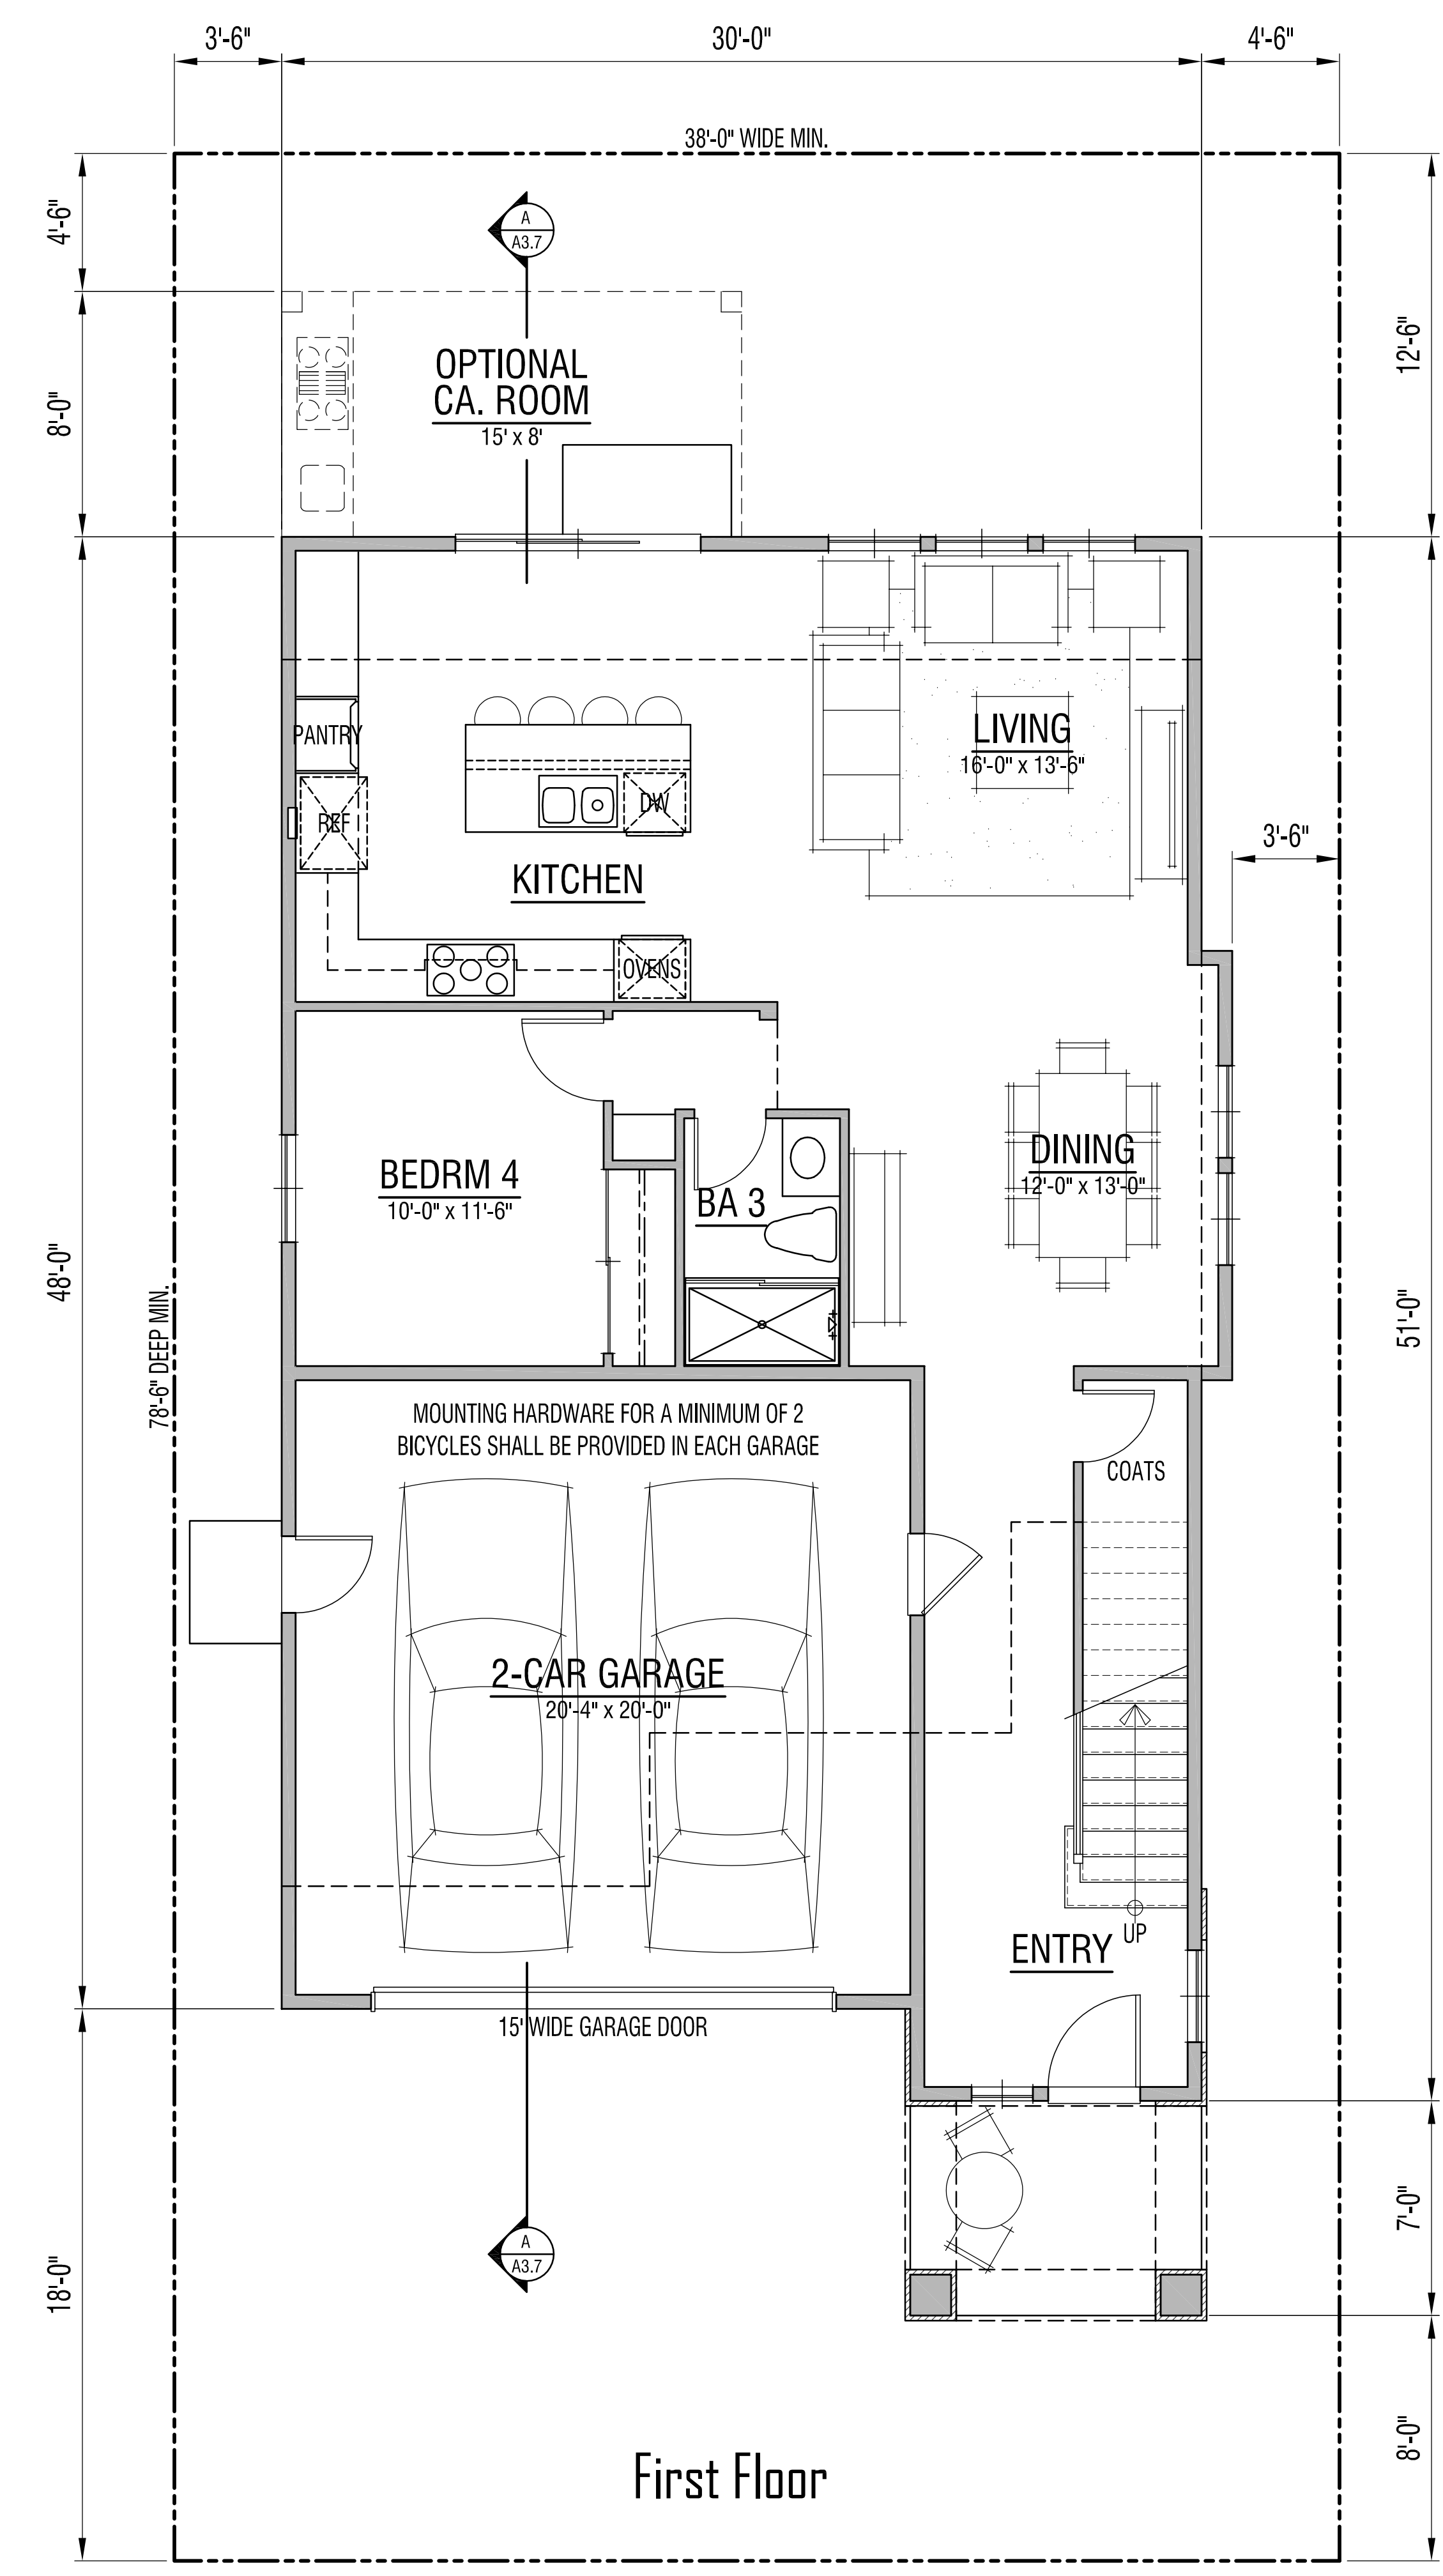 3'-6"
30'-0"
4'-6"
38'-0" WIDE MIN.
4'-6"
A
A3.7
8'-0"
12'-6"
OPTIONAL
CA. ROOM
15' x 8'
PANTRY
LIVING
16'-0" x 13'-6"
REF
DW
3'-6"
KITCHEN
OVENS
BEDRM 4
10'-0" x 11'-6"
BA 3
DINING
12'-0" x 13'-0"
48'-0"
78'-6" DEEP MIN.
51'-0"
MOUNTING HARDWARE FOR A MINIMUM OF 2
BICYCLES SHALL BE PROVIDED IN EACH GARAGE
COATS
2-CAR GARAGE
20'-4" x 20'-0"
ENTRY
UP
15' WIDE GARAGE DOOR
7'-0"
A
A3.7
18'-0"
8'-0"
First Floor